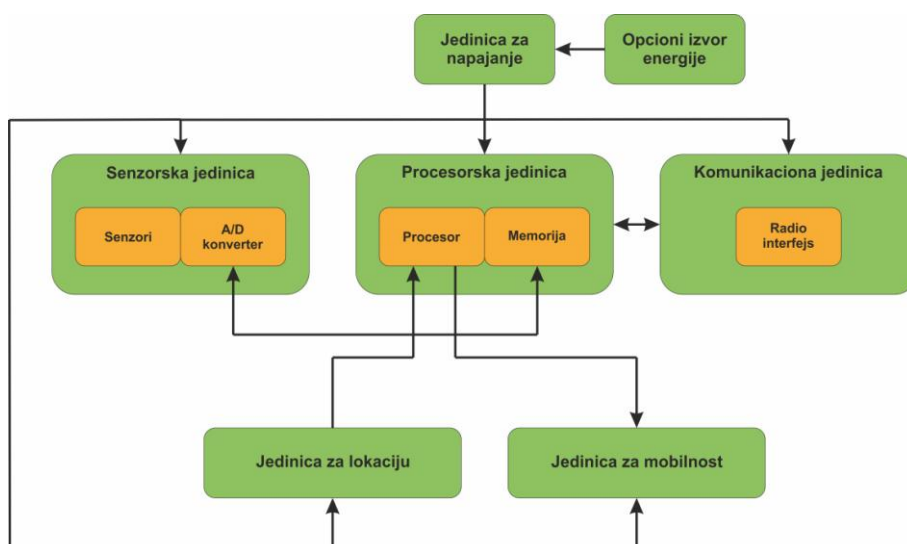 Jedinica za
napajanje
Opcioni izvor
energije
Senzorska jedinica
Senzori
A/D
konverter
Procesorska jedinica
Procesor
Memorija
Komunikaciona jedinica
Radio
interfejs
Jedinica za lokaciju
Jedinica za mobilnost